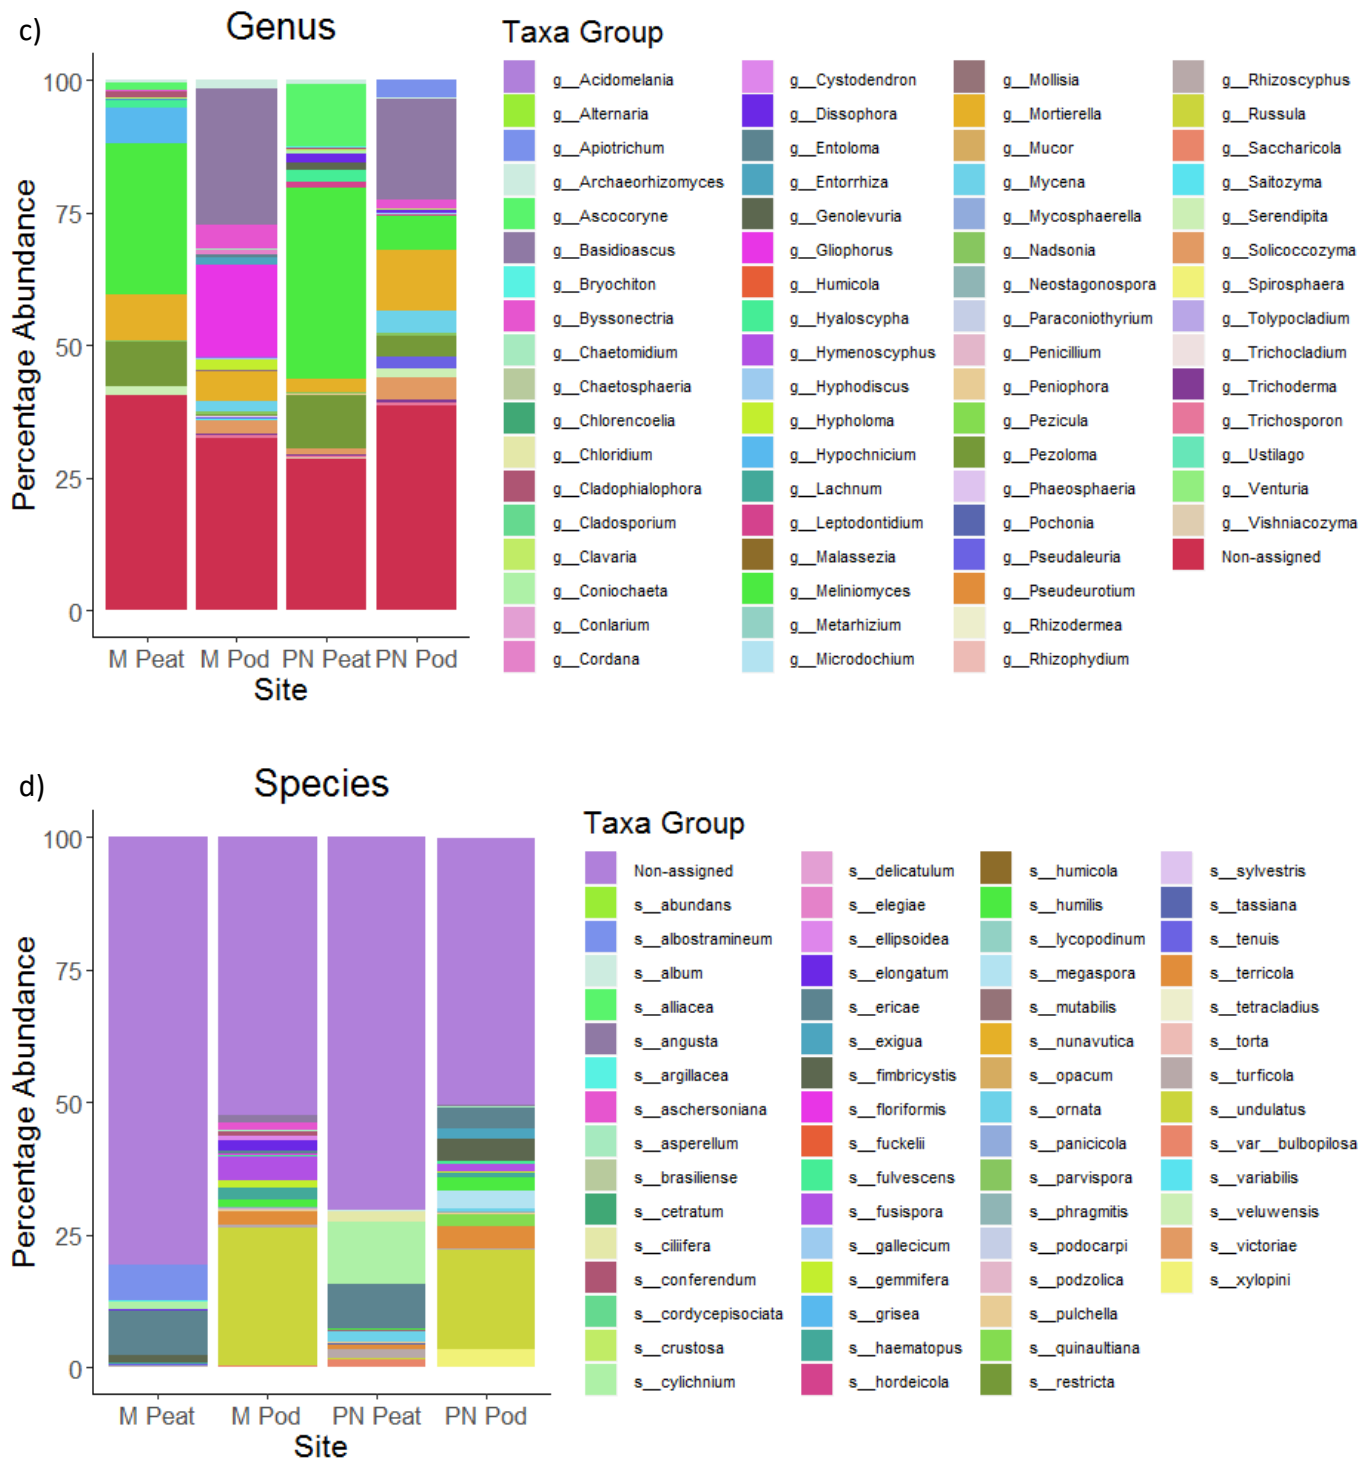 c)
Genus
Taxa Group
Percentage Abundance
100
75
50
25
0
M Peat M Pod PN Peat PN Pod
Site
g__Acidomelania
g__Alternaria
g__Apiotrichum
g__Archaeorhizomyces
g__Ascocoryne
g__Basidioascus
g__Bryochiton
g__Byssonectria
g__Chaetomidium
g__Chaetosphaeria
g__Chlorencoelia
g__Chloridium
g__Cladophialophora
g__Cladosporium
g__Clavaria
g__Coniochaeta
g__Conlarium
g__Cordana
g__Cystodendron
g__Dissophora
g__Entoloma
g__Entorrhiza
g__Genolevuria
g__Gliophorus
g__Humicola
g__Hyaloscypha
g__Hymenoscyphus
g__Hyphodiscus
g__Hypholoma
g__Hypochnicium
g__Lachnum
g__Leptodontidium
g__Malassezia
g__Meliniomyces
g__Metarhizium
g__Microdochium
g__Mollisia
g__Mortierella
g__Mucor
g__Mycena
g__Mycosphaerella
g__Nadsonia
g__Neostagonospora
g__Paraconiothyrium
g__Penicillium
g__Peniophora
g__Pezicula
g__Pezoloma
g__Phaeosphaeria
g__Pochonia
g__Pseudaleuria
g__Pseudeurotium
g__Rhizodermea
g__Rhizophydium
g__Rhizoscyphus
g__Russula
g__Saccharicola
g__Saitozyma
g__Serendipita
g__Solicoccozyma
g__Spirosphaera
g__Tolypocladium
g__Trichocladium
g__Trichoderma
g__Trichosporon
g__Ustilago
g__Venturia
g__Vishniacozyma
Non-assigned
d)
Species
Taxa Group
Percentage Abundance
100
75
50
25
0
M Peat M Pod PN Peat PN Pod
Site
Non-assigned
s__abundans
s__albostramineum
s__album
s__alliacea
s__angusta
s__argillacea
s__aschersoniana
s__asperellum
s__brasiliense
s__cetratum
s__ciliifera
s__conferendum
s__cordycepisociata
s__crustosa
s__cylichnium
s__delicatulum
s__elegiae
s__ellipsoidea
s__elongatum
s__ericae
s__exigua
s__fimbricystis
s__floriformis
s__fuckelii
s__fulvescens
s__fusispora
s__gallecicum
s__gemmifera
s__grisea
s__haematopus
s__hordeicola
s__humicola
s__humilis
s__lycopodinum
s__megaspora
s__mutabilis
s__nunavutica
s__opacum
s__ornata
s__panicicola
s__parvispora
s__phragmitis
s__podocarpi
s__podzolica
s__pulchella
s__quinaultiana
s__restricta
s__sylvestris
s__tassiana
s__tenuis
s__terricola
s__tetracladius
s__torta
s__turficola
s__undulatus
s__var__bulbopilosa
s__variabilis
s__veluwensis
s__victoriae
s__xylopini